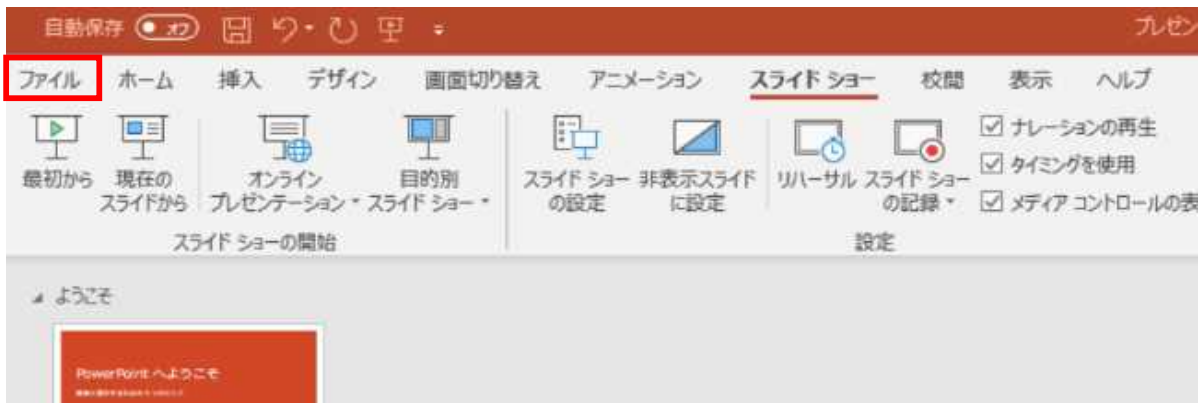 自動保存 オフ プレゼン
ファイル ホーム 挿入 デザイン 画面切り替え アニメーション スライド ショー 校閲 表示 ヘルプ
最初から
現在の
スライドから
オンライン
プレゼンテーション
目的別
スライド ショー
スライド ショーの開始
スライド ショー
の設定
非表示スライド
に設定
リハーサル
スライド ショー
の記録
ナレーションの再生
タイミングを使用
メディア コントロールの表
設定
ようこそ
PowerPoint へようこそ